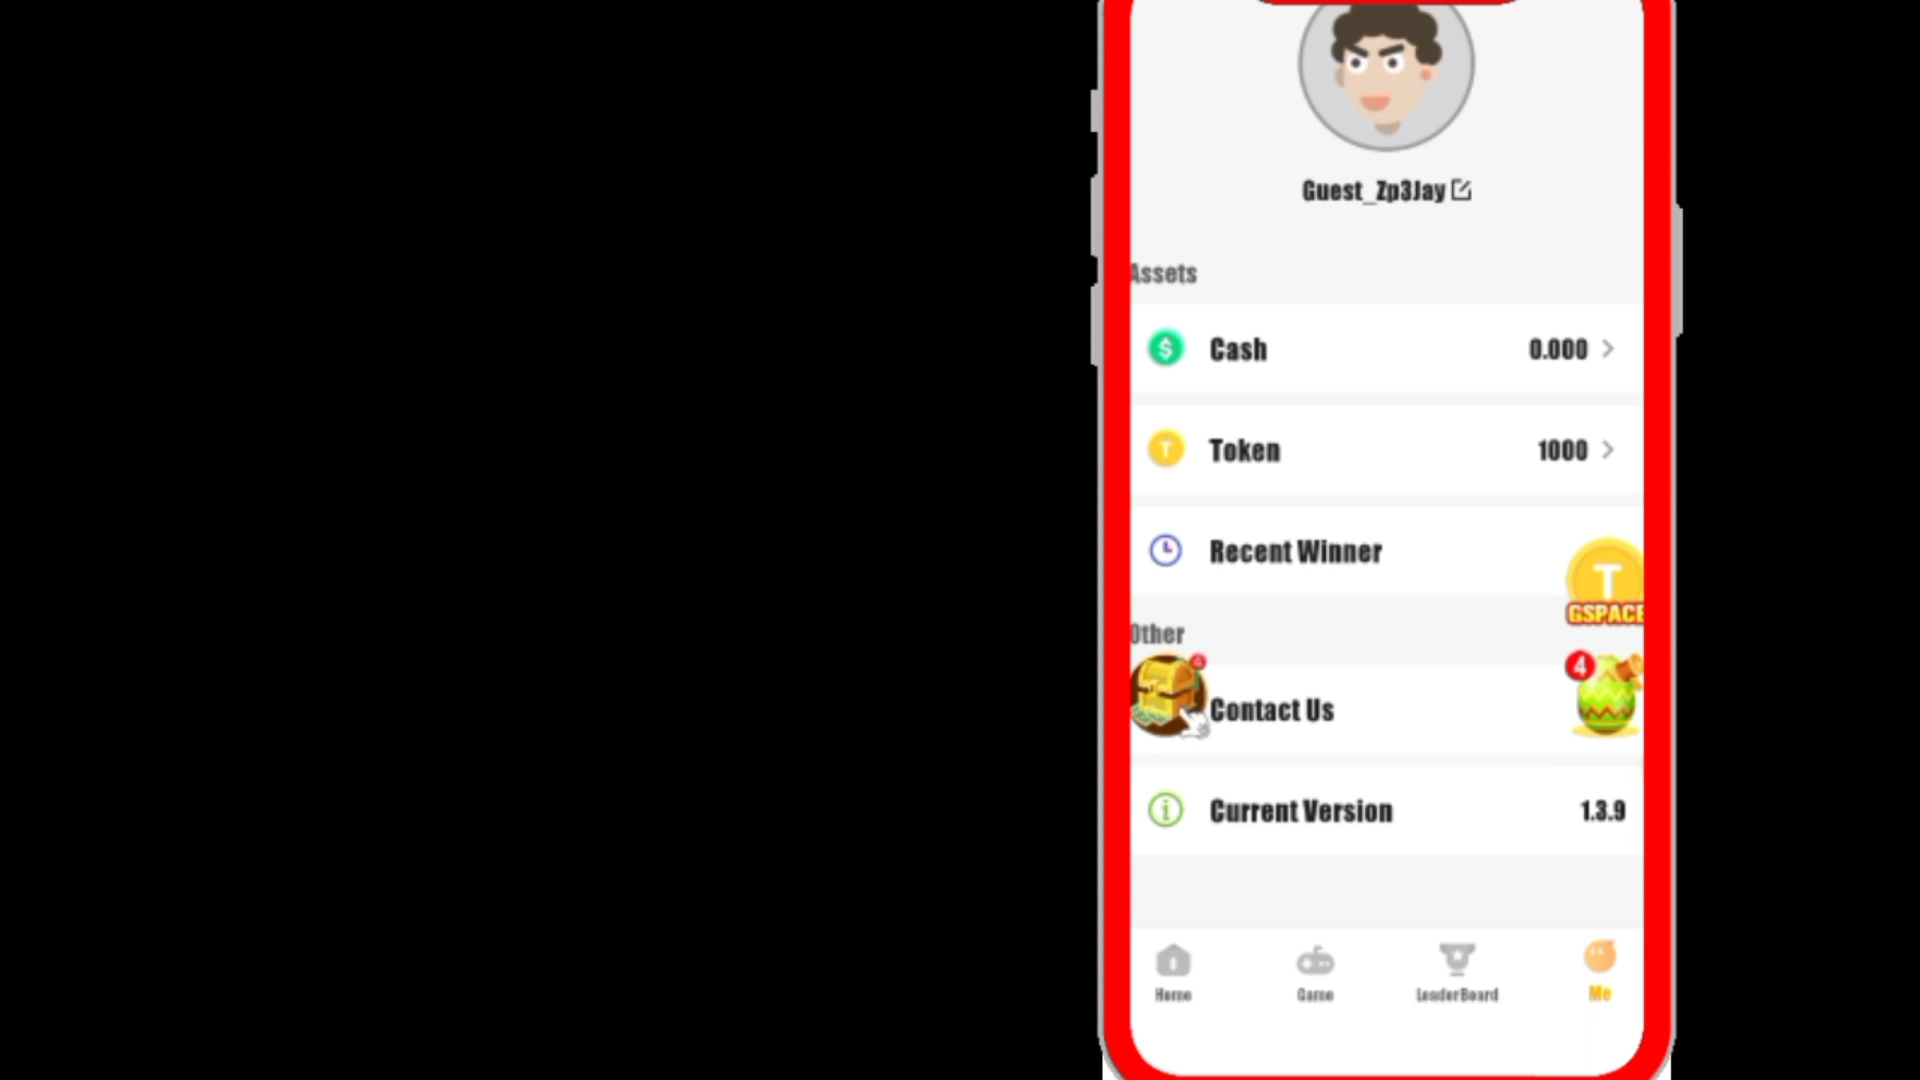 Guest_Zp3Jay
Assets
$ Cash 0.000
T Token 1000
Recent Winner
T
GSPACE
Other
4
4
Contact Us
i Current Version 1.3.9
Home Game LeaderBoard Me